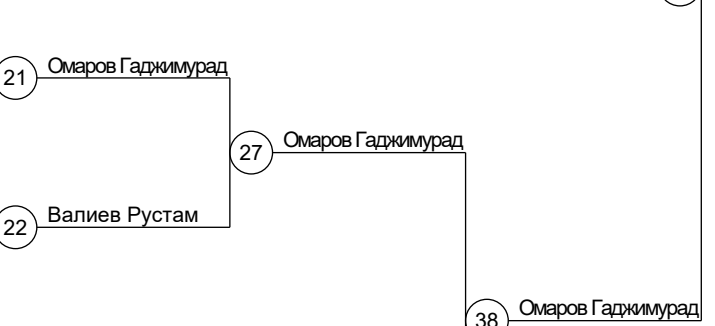 21 Омаров Гаджимурад
27 Омаров Гаджимурад
22 Валиев Рустам
38 Омаров Гаджимурад